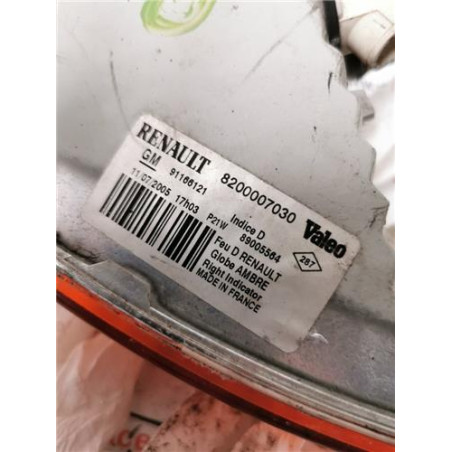 RENAULT 8200007030
GM 91166121 Indice D Valeo
11/07/2005 17h03 P21W 89005564
Feu D RENAULT 287
Globe AMBRE
Right Indicator
MADE IN FRANCE